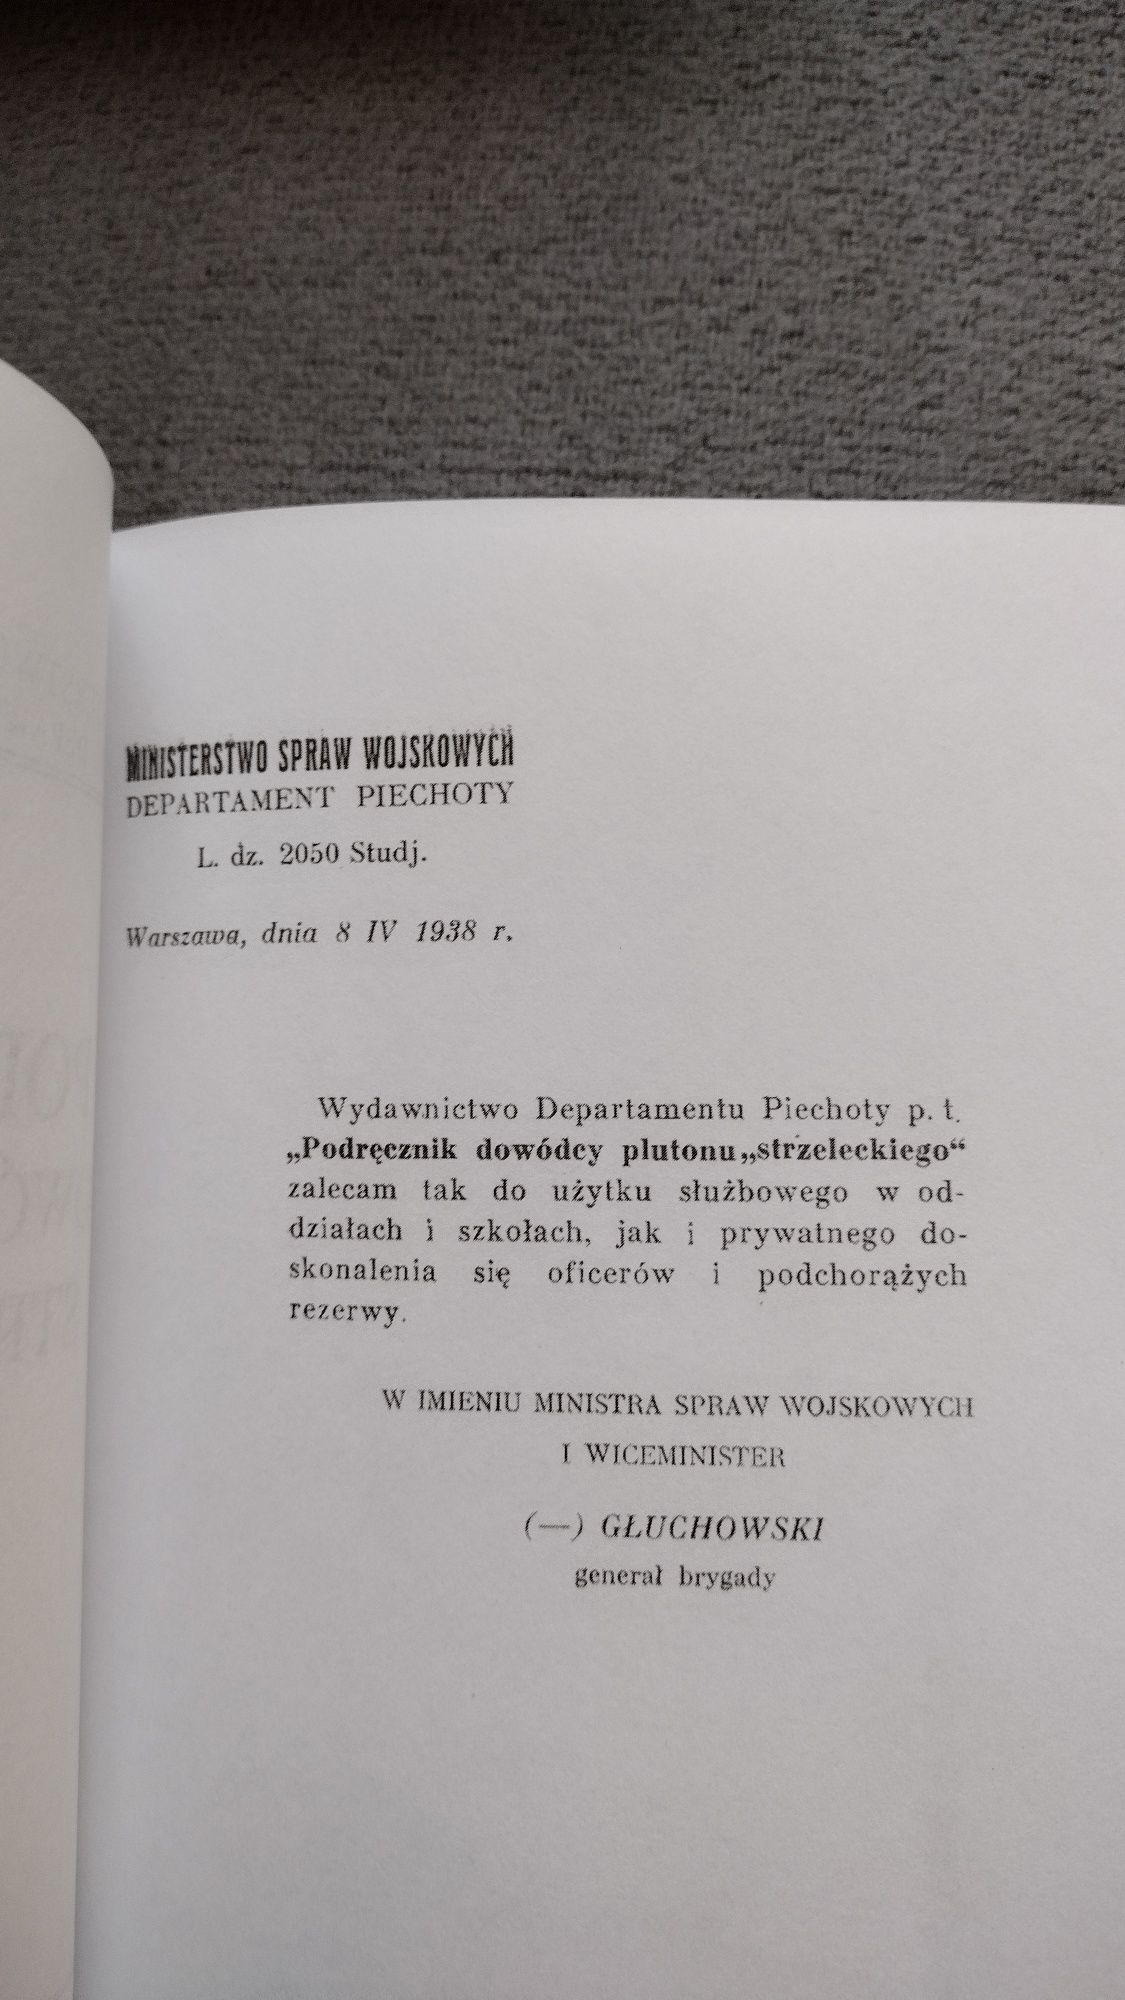 MINISTERSTWO SPRAW WOJSKOWYCH
DEPARTAMENT PIECHOTY
L. dz. 2050 Studj.
Warszawa, dnia 8 IV 1938 r.
Wydawnictwo Departamentu Piechoty p. t.
„Podręcznik dowódcy plutonu„strzeleckiego“
zalecam tak do użytku służbowego w od-
działach i szkołach, jak i prywatnego do-
skonalenia się oficerów i podchorążych
rezerwy.
W IMIENIU MINISTRA SPRAW WOJSKOWYCH
I WICEMINISTER
(—) GŁUCHOWSKI
generał brygady